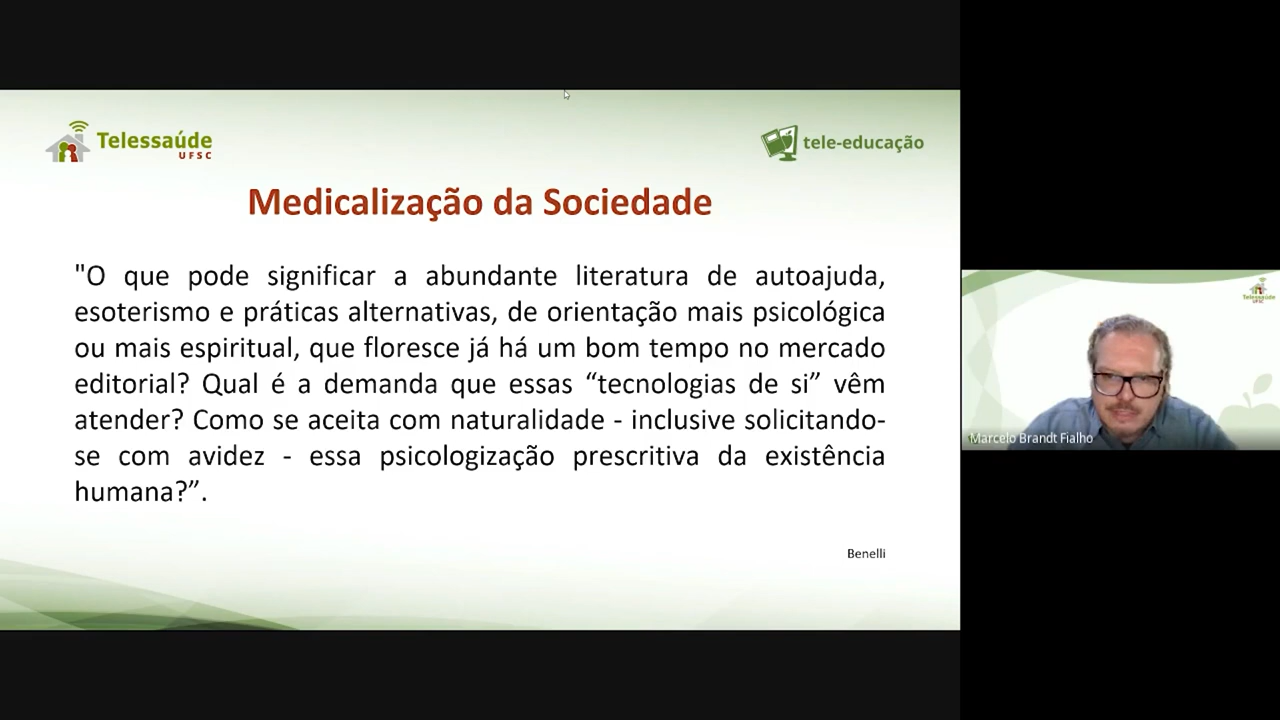 Telessaúde
UFSC
tele-educação
Medicalização da Sociedade
"O que pode significar a abundante literatura de autoajuda,
esoterismo e práticas alternativas, de orientação mais psicológica
ou mais espiritual, que floresce já há um bom tempo no mercado
editorial? Qual é a demanda que essas “tecnologias de si” vêm
atender? Como se aceita com naturalidade - inclusive solicitando-
se com avidez - essa psicologização prescritiva da existência
humana?”.
Benelli
Telessaúde
UFSC
Marcelo Brandt Fialho